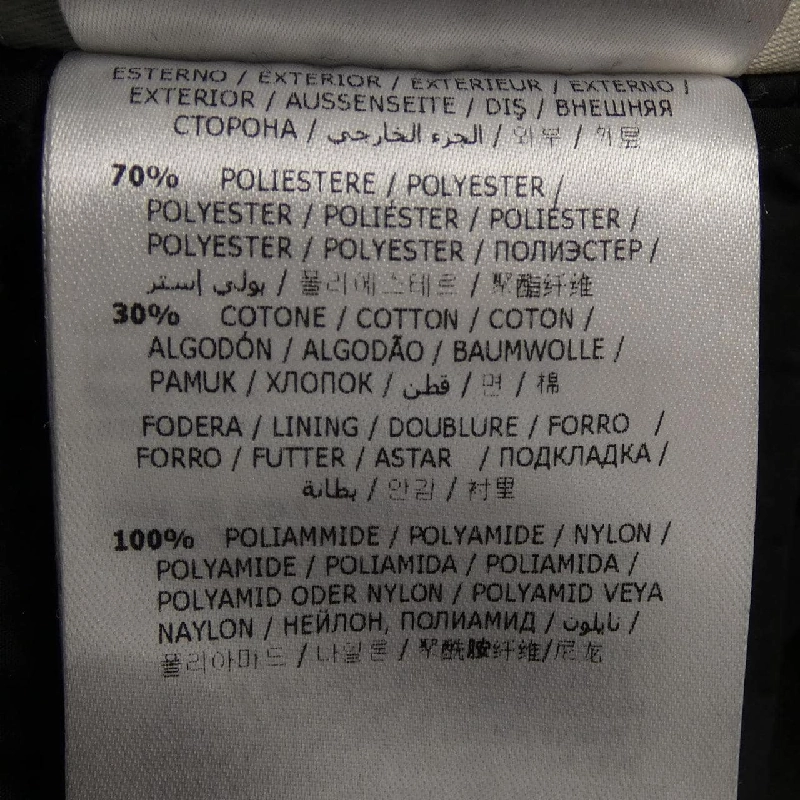 ESTERNO / EXTERIOR / EXTERIEUR / EXTERNO /
EXTERIOR / AUSSENSEITE / DIŞ / ВНЕШНЯЯ
СТОРОНА / الجزء الخارجي / 외부 / 外层
70% POLIESTERE / POLYESTER /
POLYESTER / POLIÉSTER / POLIÉSTER /
POLYESTER / POLYESTER / ПОЛИЭСТЕР /
بولي إستر / 폴리에스테르 / 聚酯纤维
30% COTONE / COTTON / COTON /
ALGODÓN / ALGODÃO / BAUMWOLLE /
PAMUK / ХЛОПОК / قطن / 면 / 棉
FODERA / LINING / DOUBLURE / FORRO /
FORRO / FUTTER / ASTAR / ПОДКЛАДКА /
بطانة / 안감 / 衬里
100% POLIAMMIDE / POLYAMIDE / NYLON /
POLYAMIDE / POLIAMIDA / POLIAMIDA /
POLYAMID ODER NYLON / POLYAMID VEYA
NAYLON / НЕЙЛОН, ПОЛИАМИД / نايلون /
폴리아마드 / 나일론 / 聚酰胺纤维/尼龙